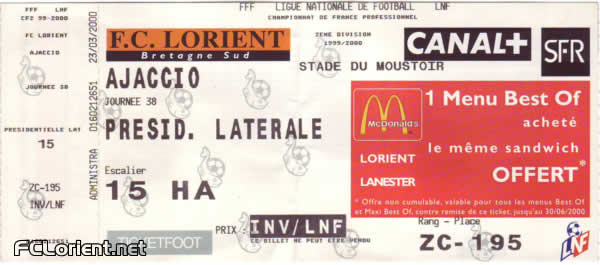 FFF LNF
CF2 99-2000
FC LORIENT
AJACCIO
JOURNEE 38
PRESIDENTIELLE LAT
15
ZC-195
INV/LNF
23/03/2000
0160212651
ADMINISTRA
FFF LIGUE NATIONALE DE FOOTBALL LNF
CHAMPIONNAT DE FRANCE PROFESSIONNEL
F.C. LORIENT
Bretagne Sud
2EME DIVISION
1999/2000
CANAL+
SFR
STADE DU MOUSTOIR
AJACCIO
JOURNEE 38
PRESID. LATERALE
Escalier
15 HA
TICKETFOOT
PRIX : INV/LNF
CE BILLET NE PEUT ETRE VENDU
McDonald's
LORIENT
LANESTER
1 Menu Best Of
acheté
le même sandwich
OFFERT*
* Offre non cumulable, valable pour tous les menus Best Of
et Maxi Best Of, contre remise de ce ticket, jusqu'au 30/06/2000
Rang - Place
ZC-195
LNF
FCLorient.net